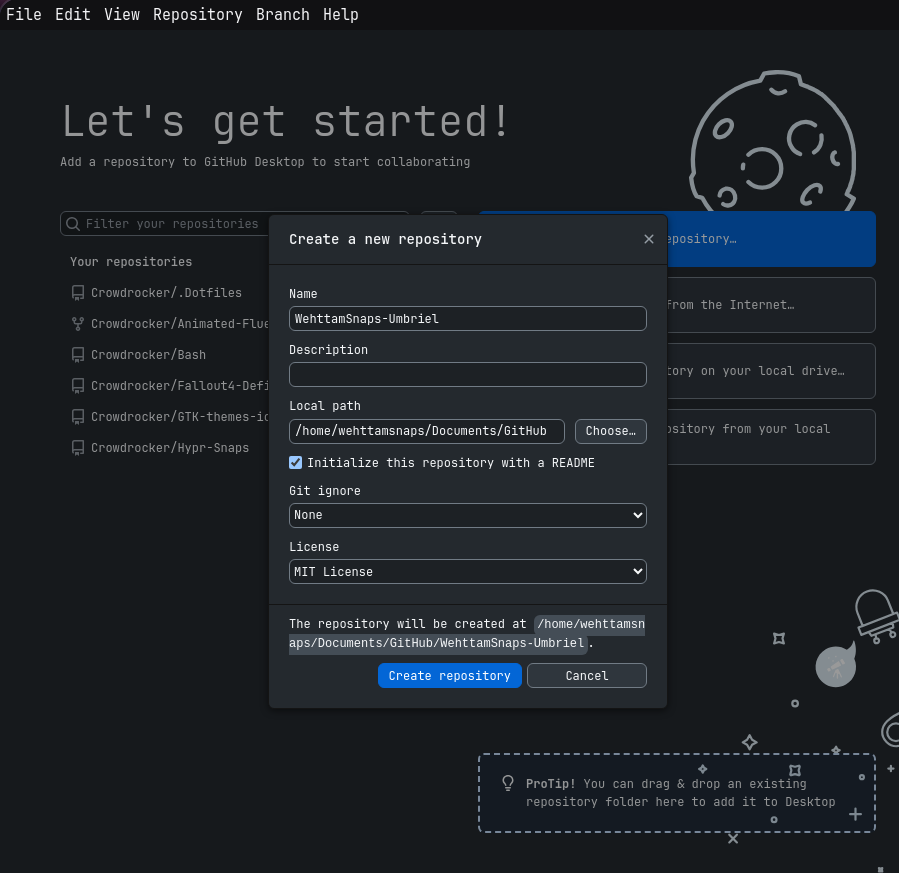 File Edit View Repository Branch Help
Let's get started!
Add a repository to GitHub Desktop to start collaborating
Filter your repositories
Your repositories
Crowdrocker/.Dotfiles
Crowdrocker/Animated-Flue
Crowdrocker/Bash
Crowdrocker/Fallout4-Defi
Crowdrocker/GTK-themes-ic
Crowdrocker/Hypr-Snaps
Create a new repository
Name
WehttamSnaps-Umbriel
Description
Local path
/home/wehttamsnaps/Documents/GitHub
Choose…
Initialize this repository with a README
Git ignore
None
License
MIT License
The repository will be created at /home/wehttamsn
aps/Documents/GitHub/WehttamSnaps-Umbriel.
Create repository
Cancel
epository…
from the Internet…
tory on your local drive…
ository from your local
ProTip! You can drag & drop an existing
repository folder here to add it to Desktop